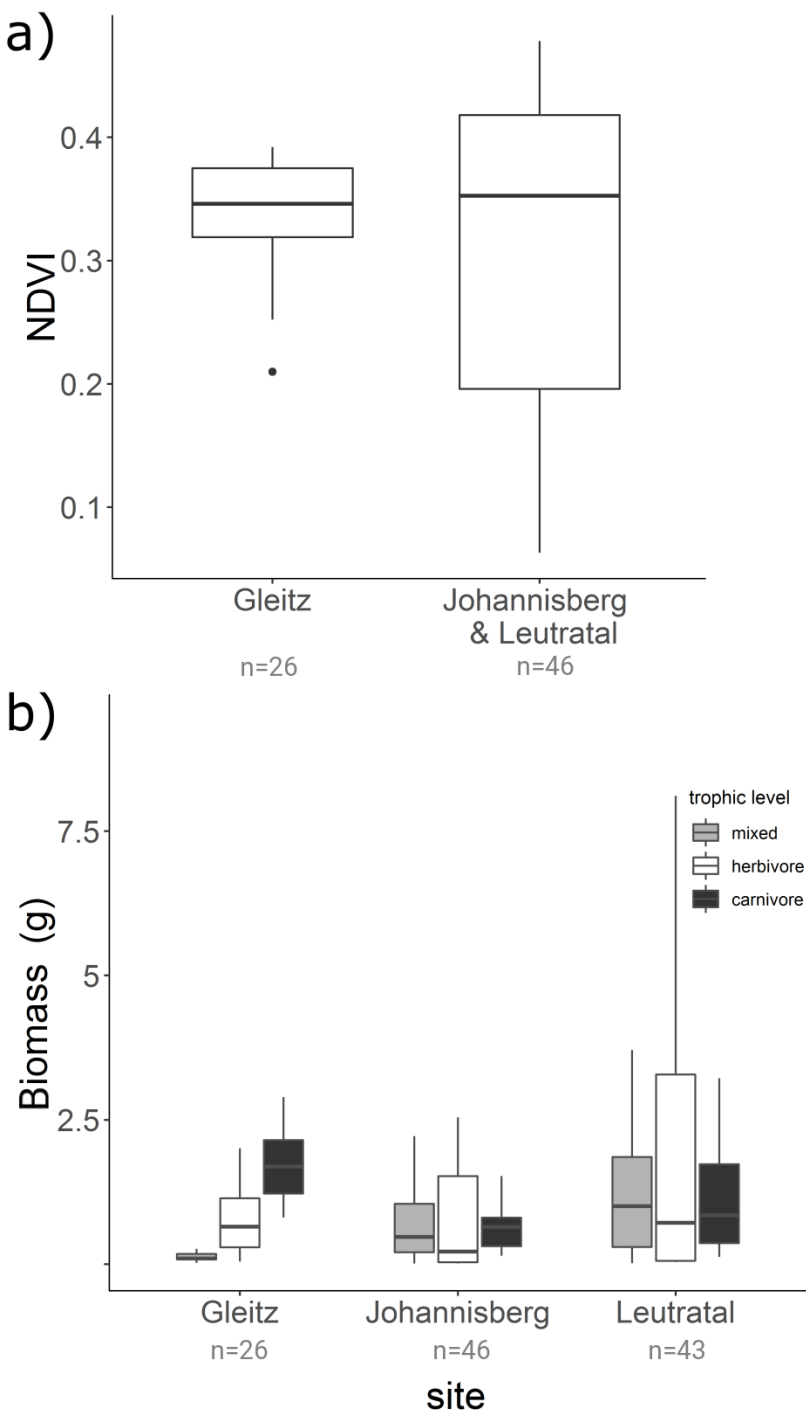 a)
NDVI
0.4
0.3
0.2
0.1
Gleitz
Johannisberg
& Leutratal
n=26
n=46
b)
Biomass (g)
7.5
5
2.5
trophic level
mixed
herbivore
carnivore
Gleitz
Johannisberg
Leutratal
n=26
n=46
n=43
site